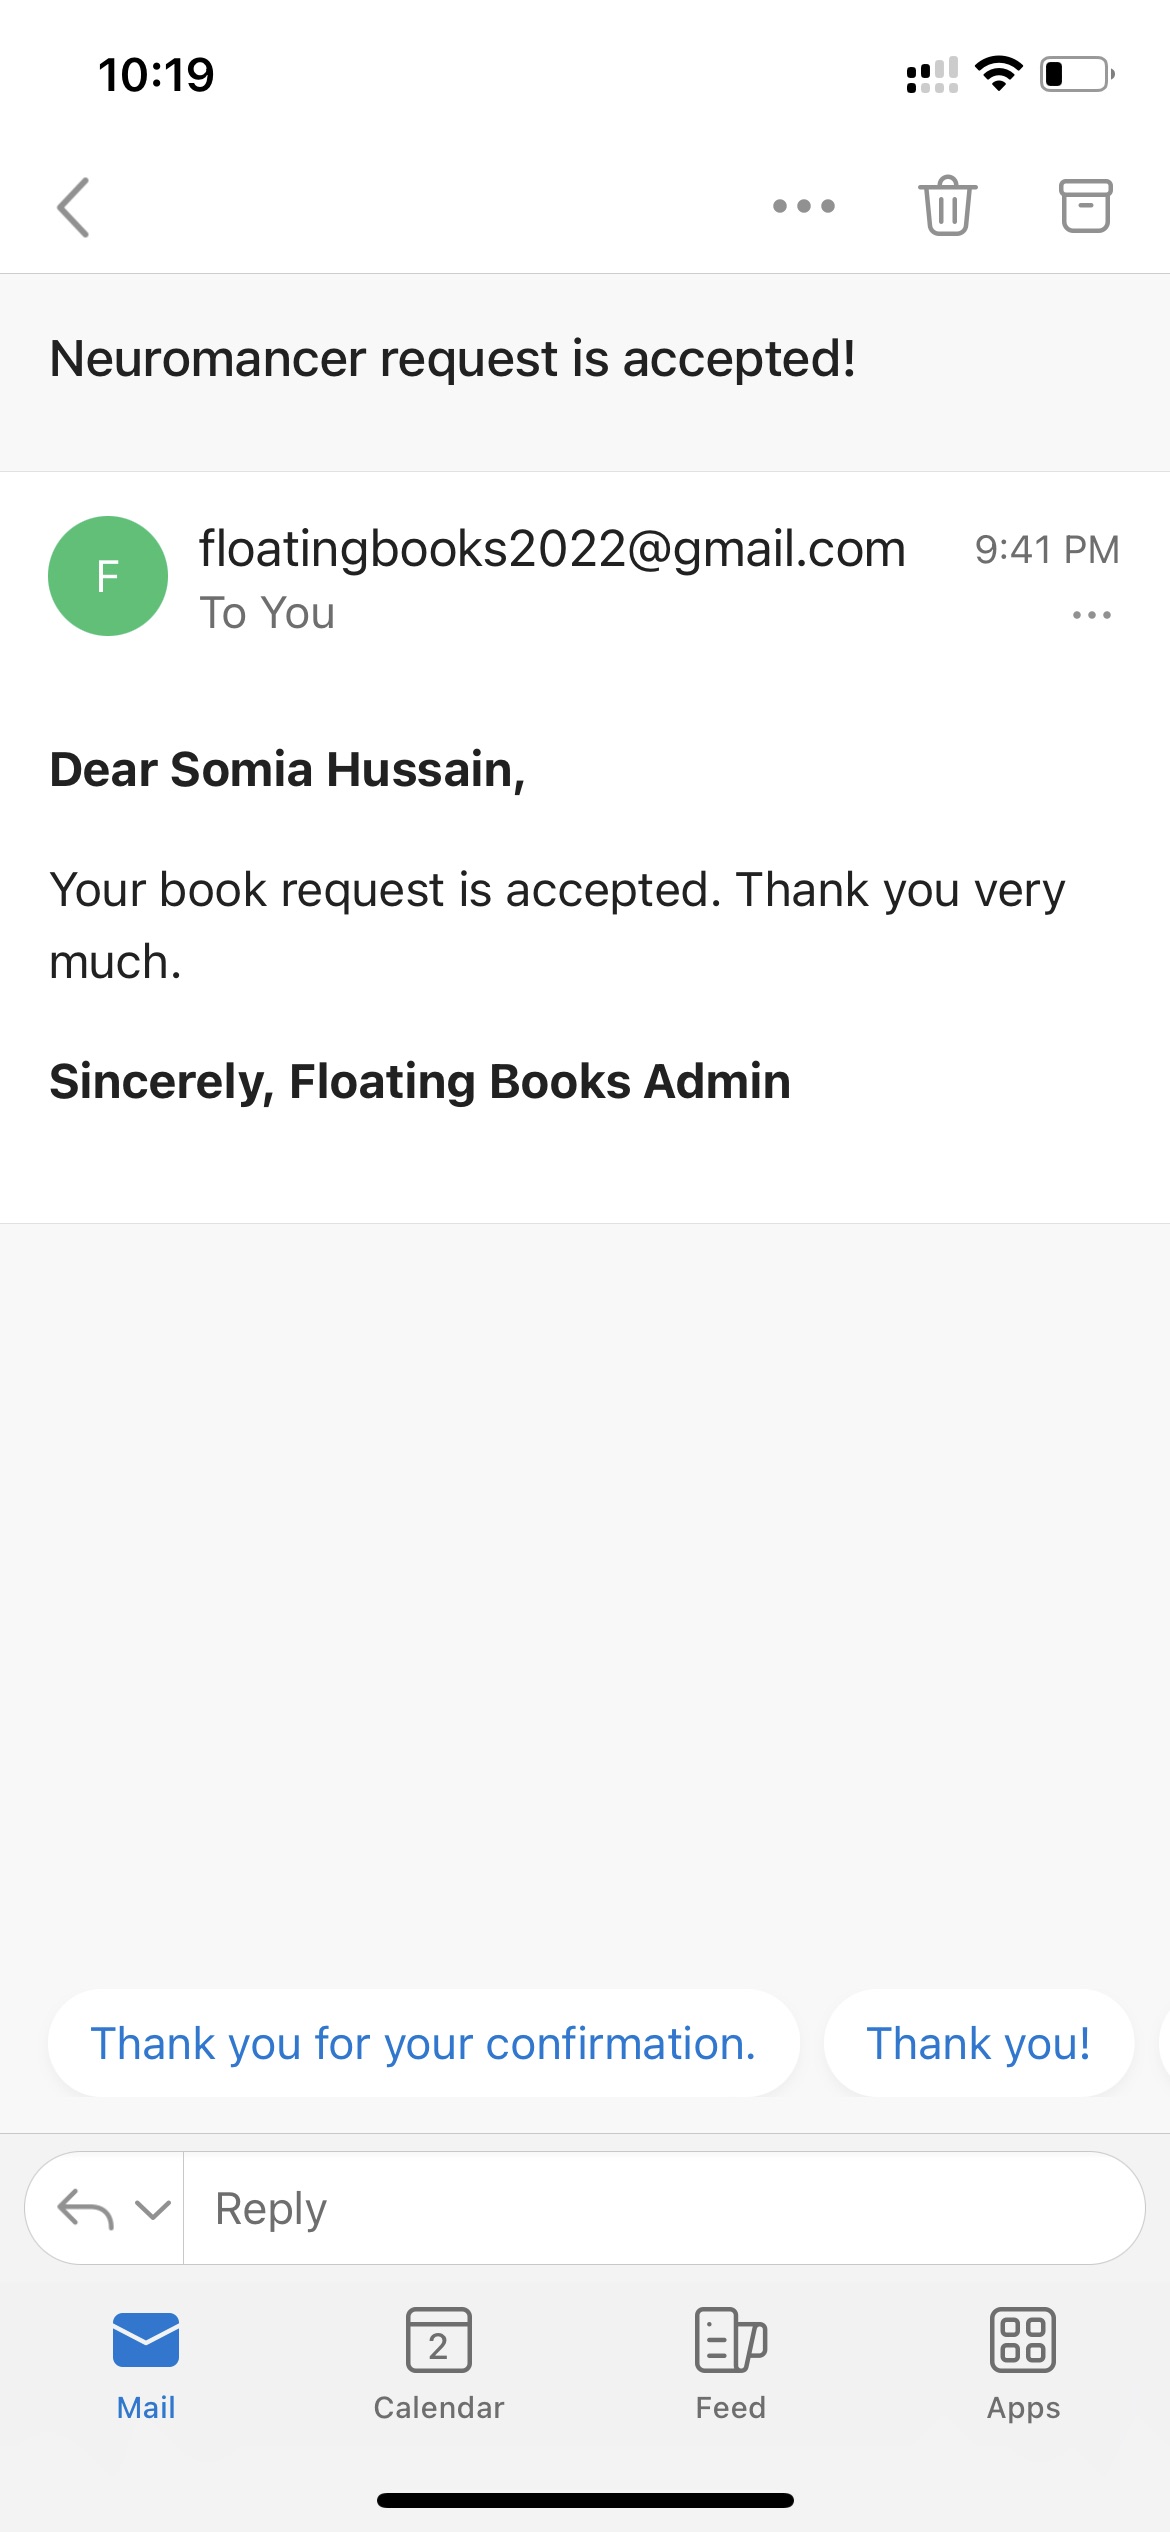 10:19
Neuromancer request is accepted!
F
floatingbooks2022@gmail.com
9:41 PM
To You
Dear Somia Hussain,
Your book request is accepted. Thank you very
much.
Sincerely, Floating Books Admin
Thank you for your confirmation.
Thank you!
Reply
2
Mail
Calendar
Feed
Apps